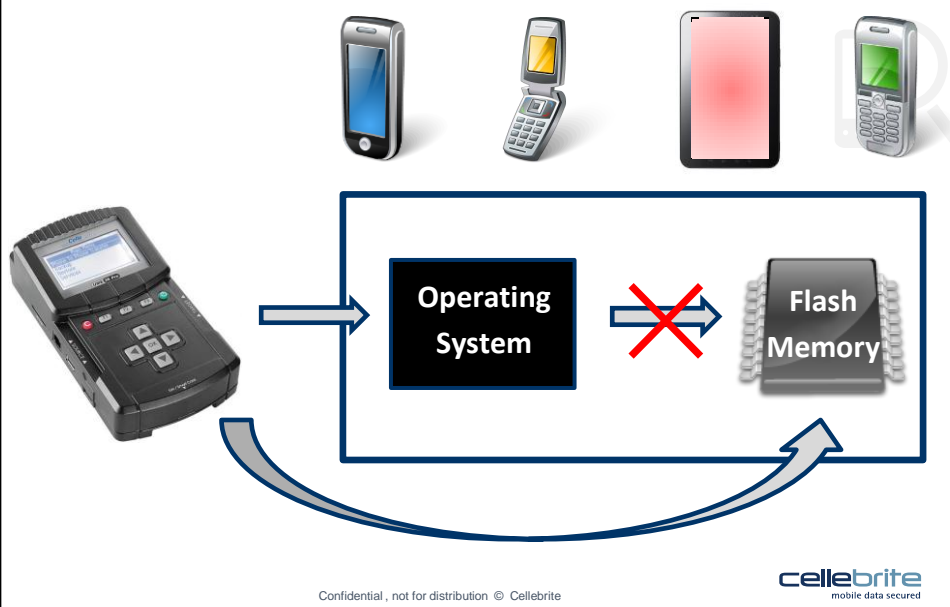 Operating
System
Flash
Memory
Confidential , not for distribution © Cellebrite
cellebrite
mobile data secured